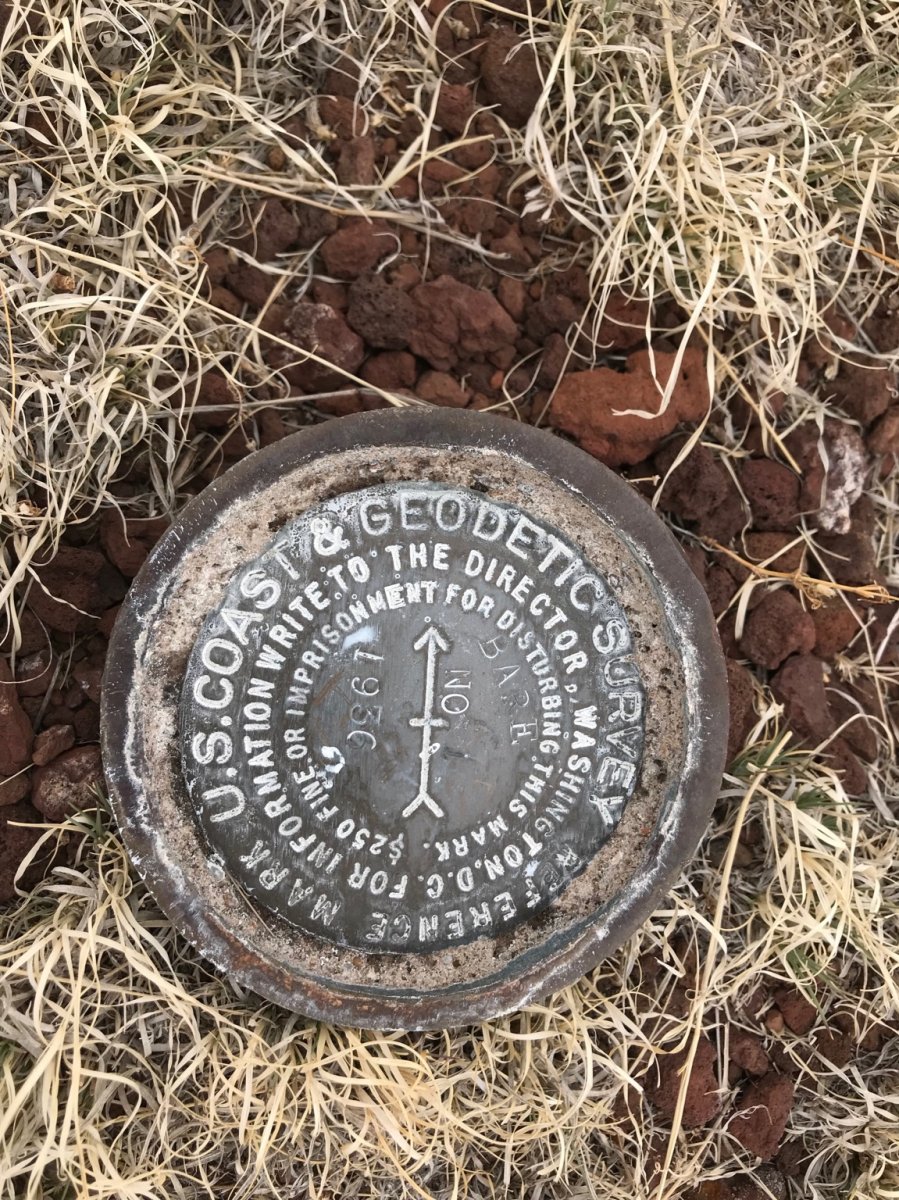 U.S. COAST & GEODETIC SURVEY
REFERENCE MARK
FOR INFORMATION WRITE TO THE DIRECTOR, WASHINGTON, D.C.
$250 FINE OR IMPRISONMENT FOR DISTURBING THIS MARK.
NO 1
1936